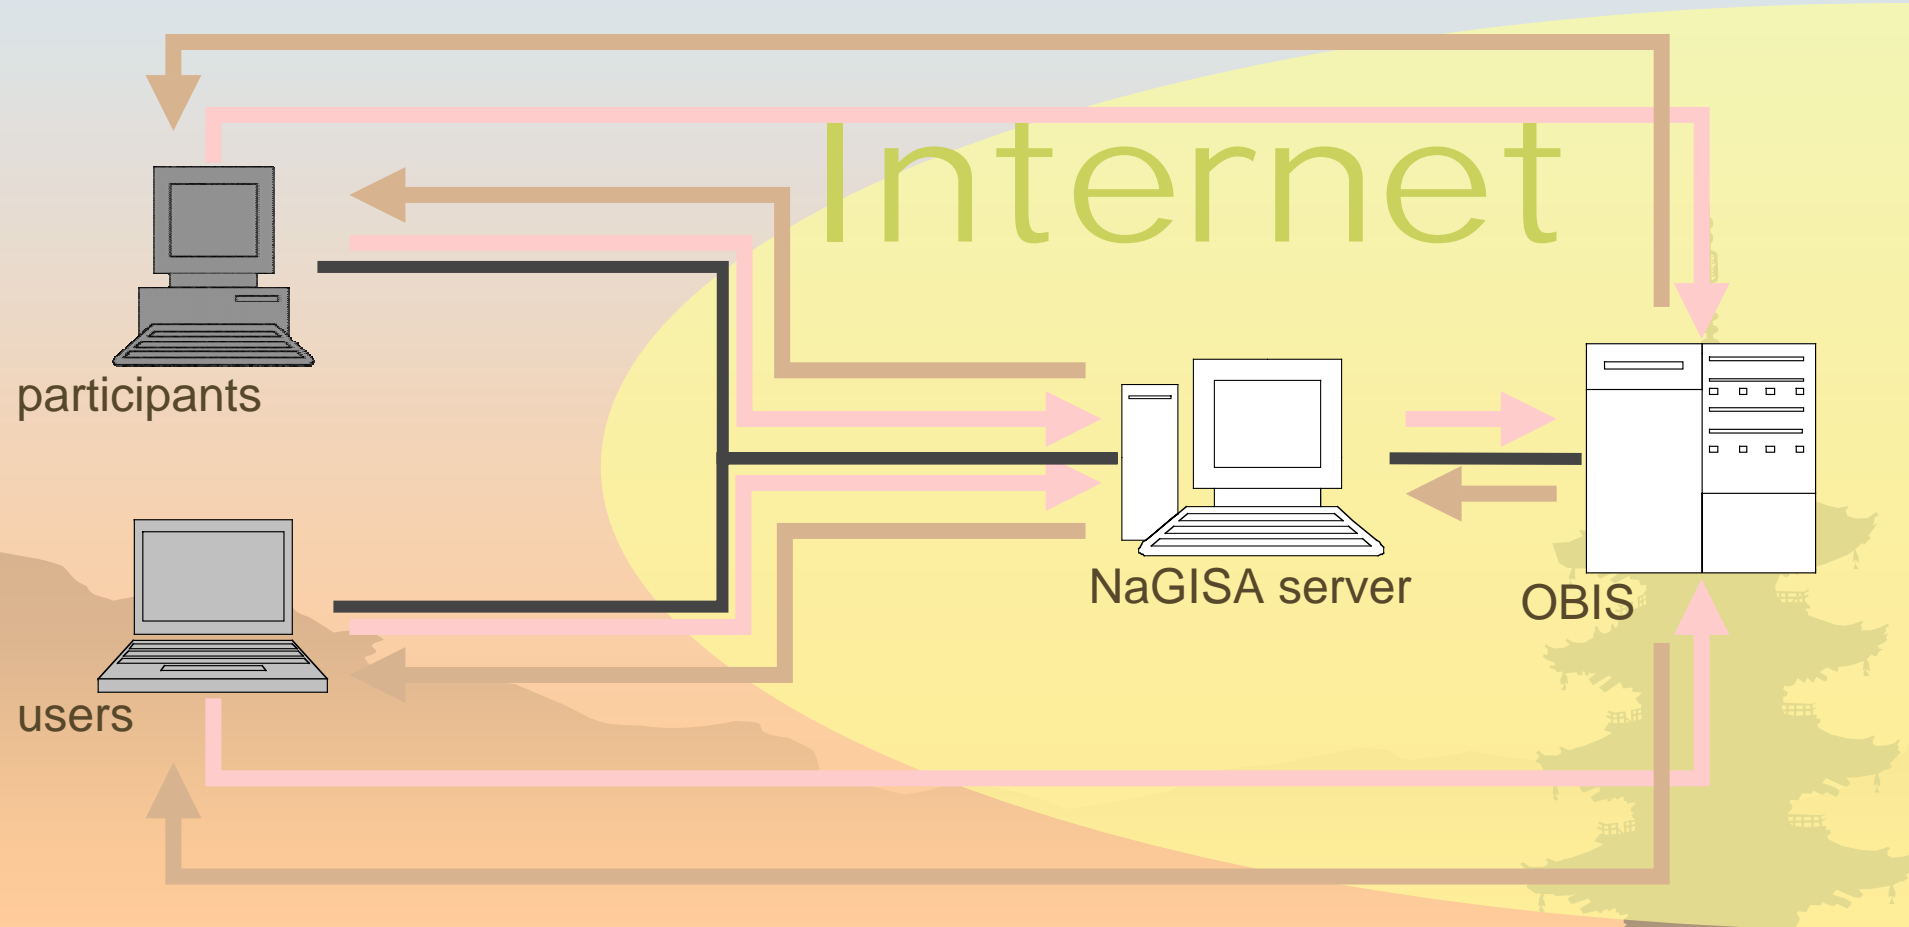 Internet
participants
NaGISA server
OBIS
users